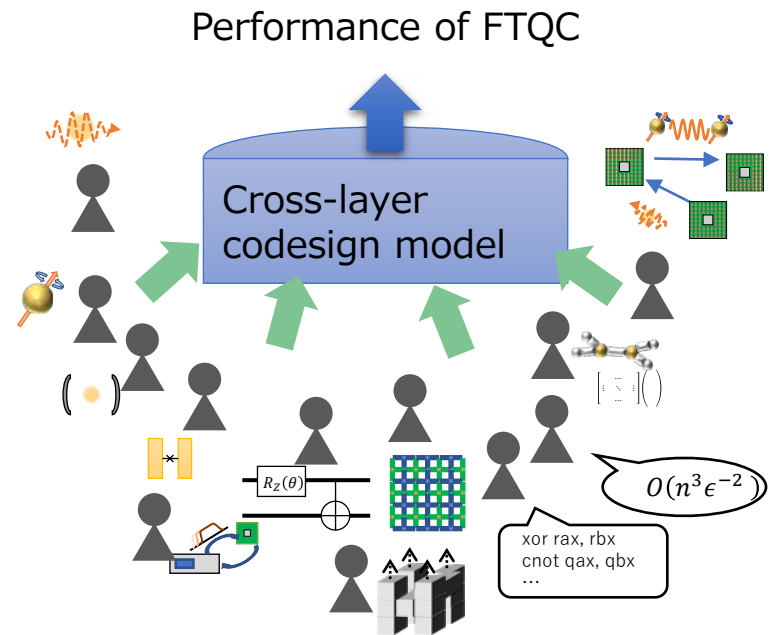 Performance of FTQC
Cross-layer
codesign model
R_Z(θ)
O(n³ϵ⁻²)
xor rax, rbx
cnot qax, qbx
...